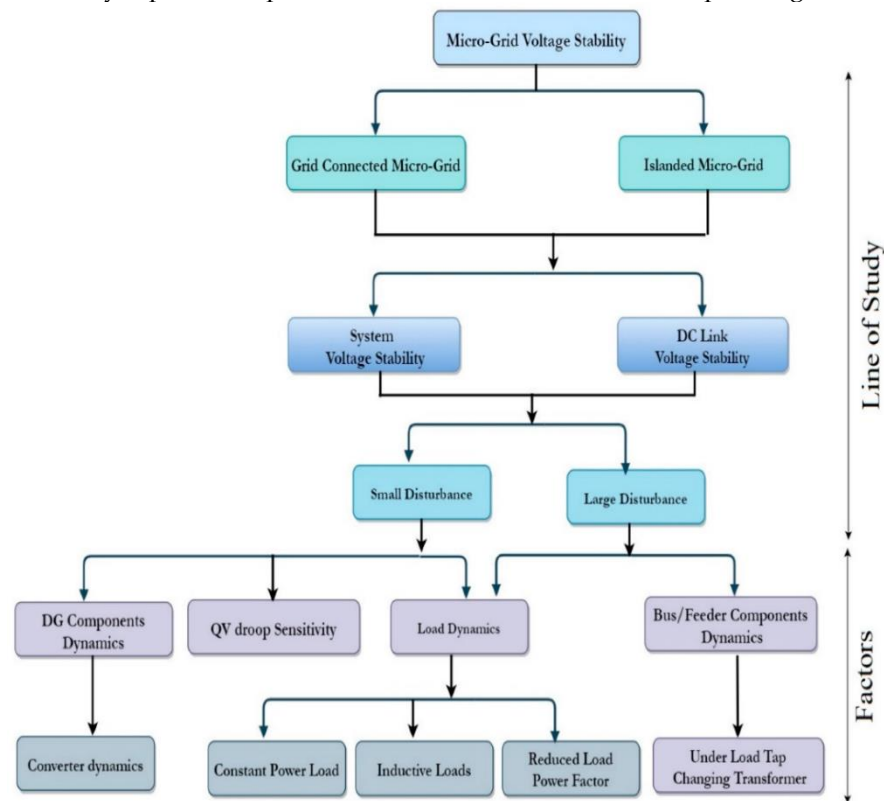 Micro-Grid Voltage Stability
Grid Connected Micro-Grid
Islanded Micro-Grid
System
Voltage Stability
DC Link
Voltage Stability
Small Disturbance
Large Disturbance
Line of Study
DG Components
Dynamics
QV droop Sensitivity
Load Dynamics
Bus/Feeder Components
Dynamics
Converter dynamics
Constant Power Load
Inductive Loads
Reduced Load
Power Factor
Under Load Tap
Changing Transformer
Factors